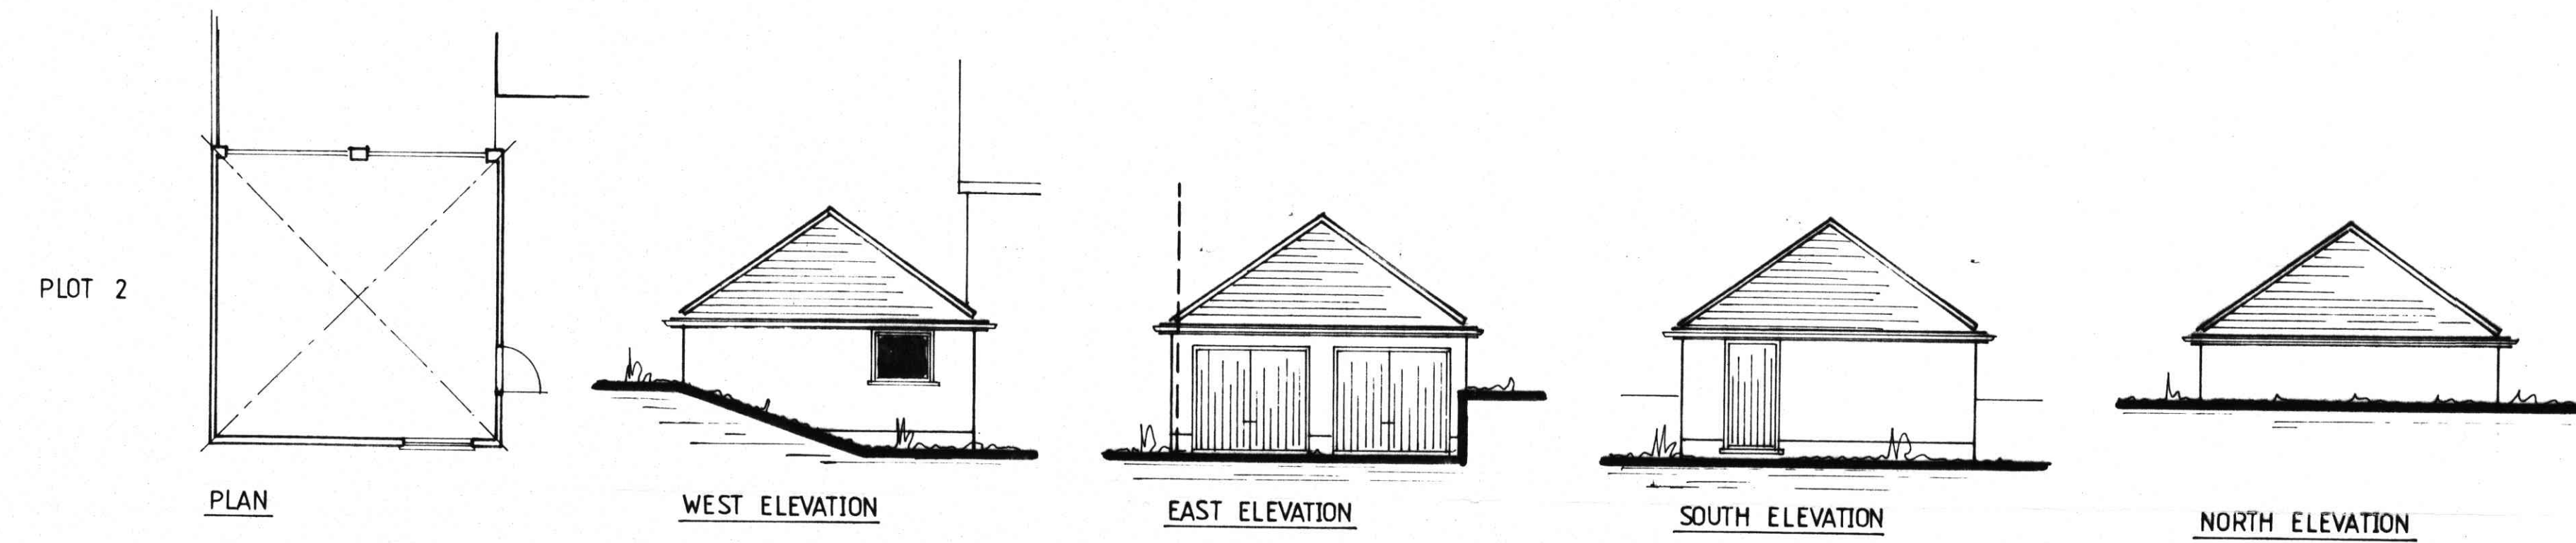 PLOT 2
PLAN
WEST ELEVATION
EAST ELEVATION
SOUTH ELEVATION
NORTH ELEVATION